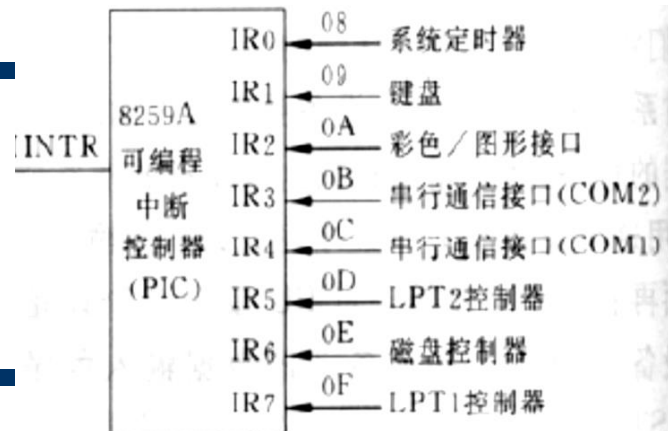 IR0 08 系统定时器
IR1 09 键盘
8259A
IR2 0A 彩色／图形接口
INTR
可编程
IR3 0B 串行通信接口(COM2)
中断
控制器 IR4 0C 串行通信接口(COM1)
(PIC)
IR5 0D LPT2控制器
IR6 0E 磁盘控制器
IR7 0F LPT1控制器